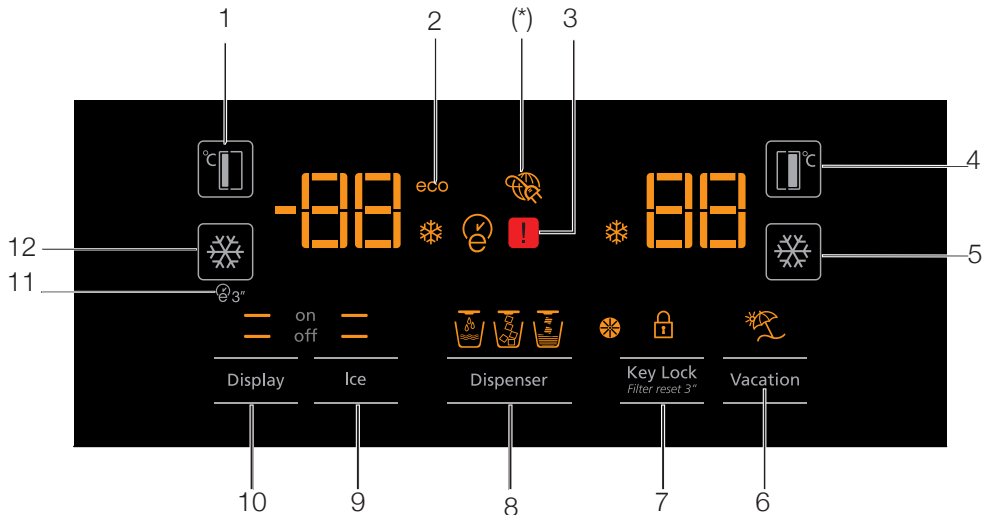 1 2 (*) 3
°C -88 eco 88 °C
4
e !
12
5
11
e 3"
on
off
Display Ice Dispenser Key Lock Vacation
Filter reset 3"
10 9 8 7 6